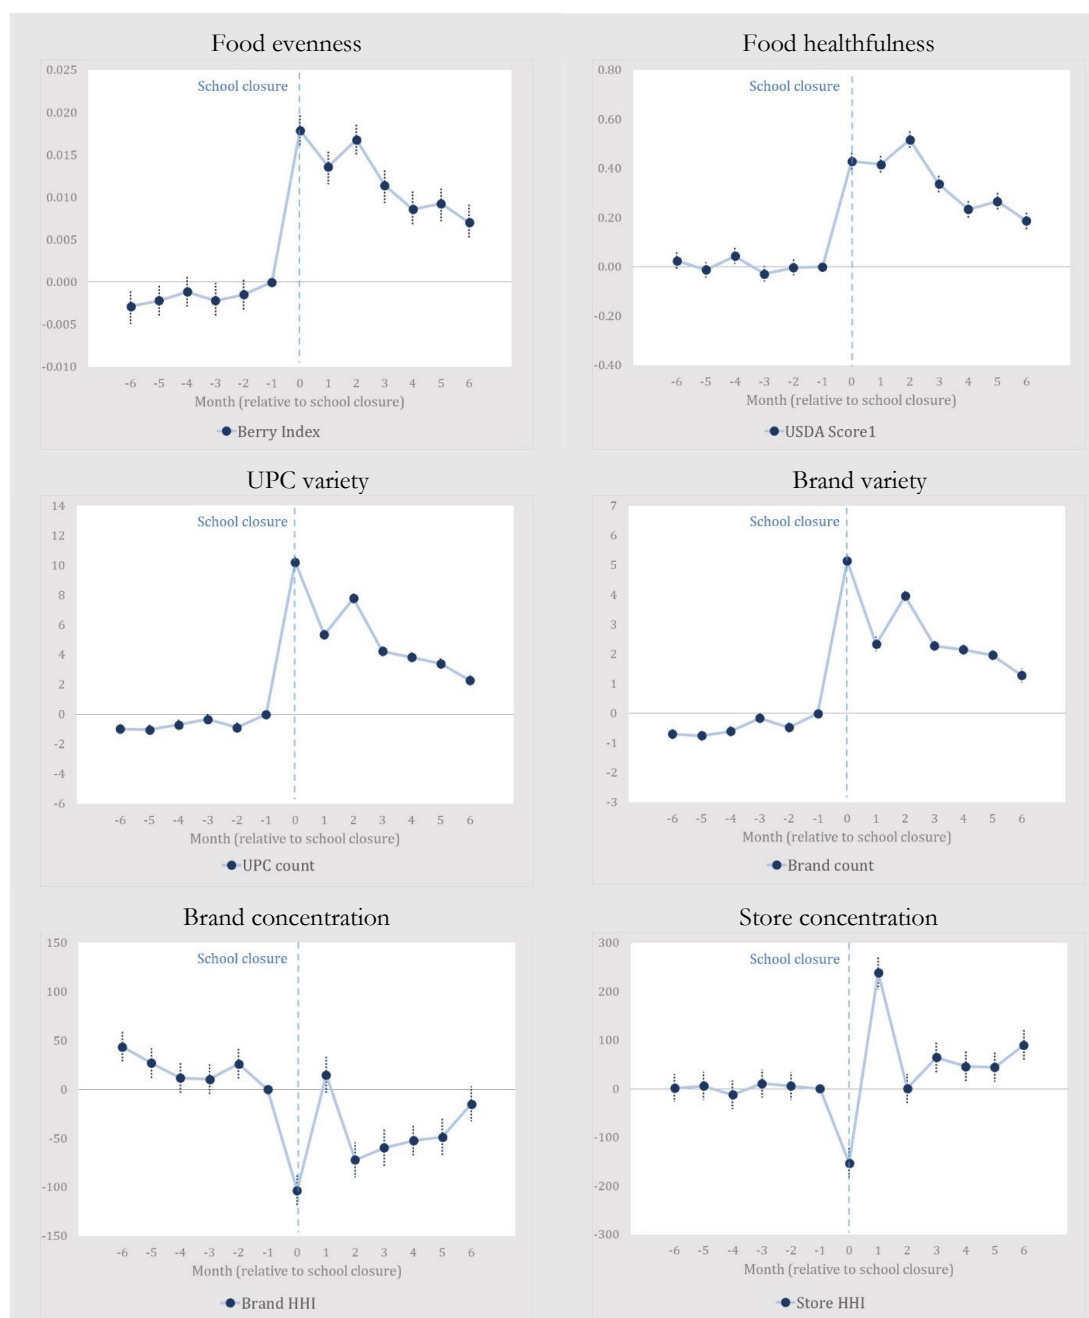 Food evenness
0.025
0.020
0.015
0.010
0.005
0.000
-0.005
-0.010
School closure
-6 -5 -4 -3 -2 -1 0 1 2 3 4 5 6
Month (relative to school closure)
Berry Index
Food healthfulness
0.80
0.60
0.40
0.20
0.00
-0.20
-0.40
School closure
-6 -5 -4 -3 -2 -1 0 1 2 3 4 5 6
Month (relative to school closure)
USDA Score1
UPC variety
14
12
10
8
6
4
2
0
-2
-4
-6
School closure
-6 -5 -4 -3 -2 -1 0 1 2 3 4 5 6
Month (relative to school closure)
UPC count
Brand variety
7
6
5
4
3
2
1
0
-1
-2
-3
School closure
-6 -5 -4 -3 -2 -1 0 1 2 3 4 5 6
Month (relative to school closure)
Brand count
Brand concentration
150
100
50
0
-50
-100
-150
School closure
-6 -5 -4 -3 -2 -1 0 1 2 3 4 5 6
Month (relative to school closure)
Brand HHI
Store concentration
300
200
100
0
-100
-200
-300
School closure
-6 -5 -4 -3 -2 -1 0 1 2 3 4 5 6
Month (relative to school closure)
Store HHI